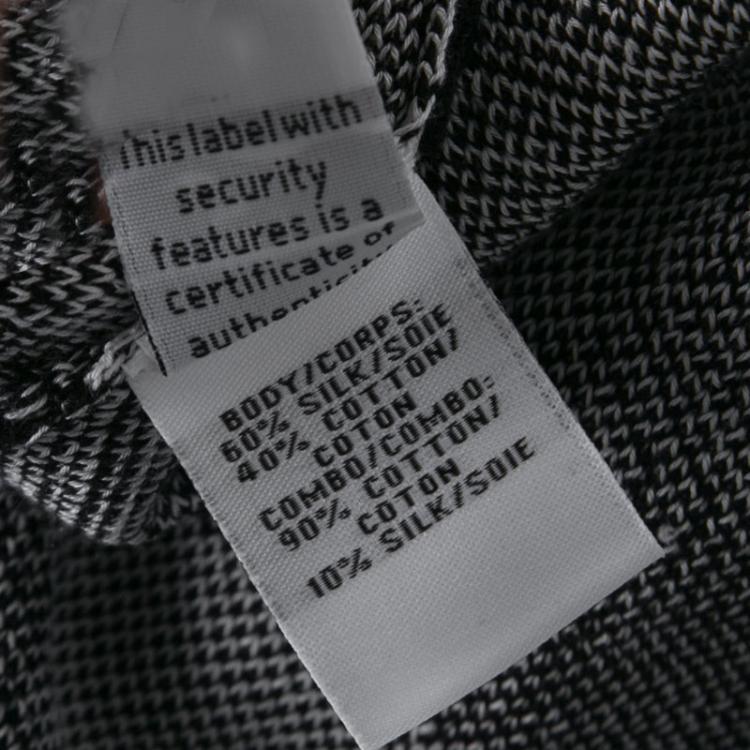 This label with
security
features is a
certificate of
authenticity
BODY/CORPS:
60% SILK/SOIE
40% COTTON/
COTON
COMBO/COMBO:
90% COTTON/
COTON
10% SILK/SOIE